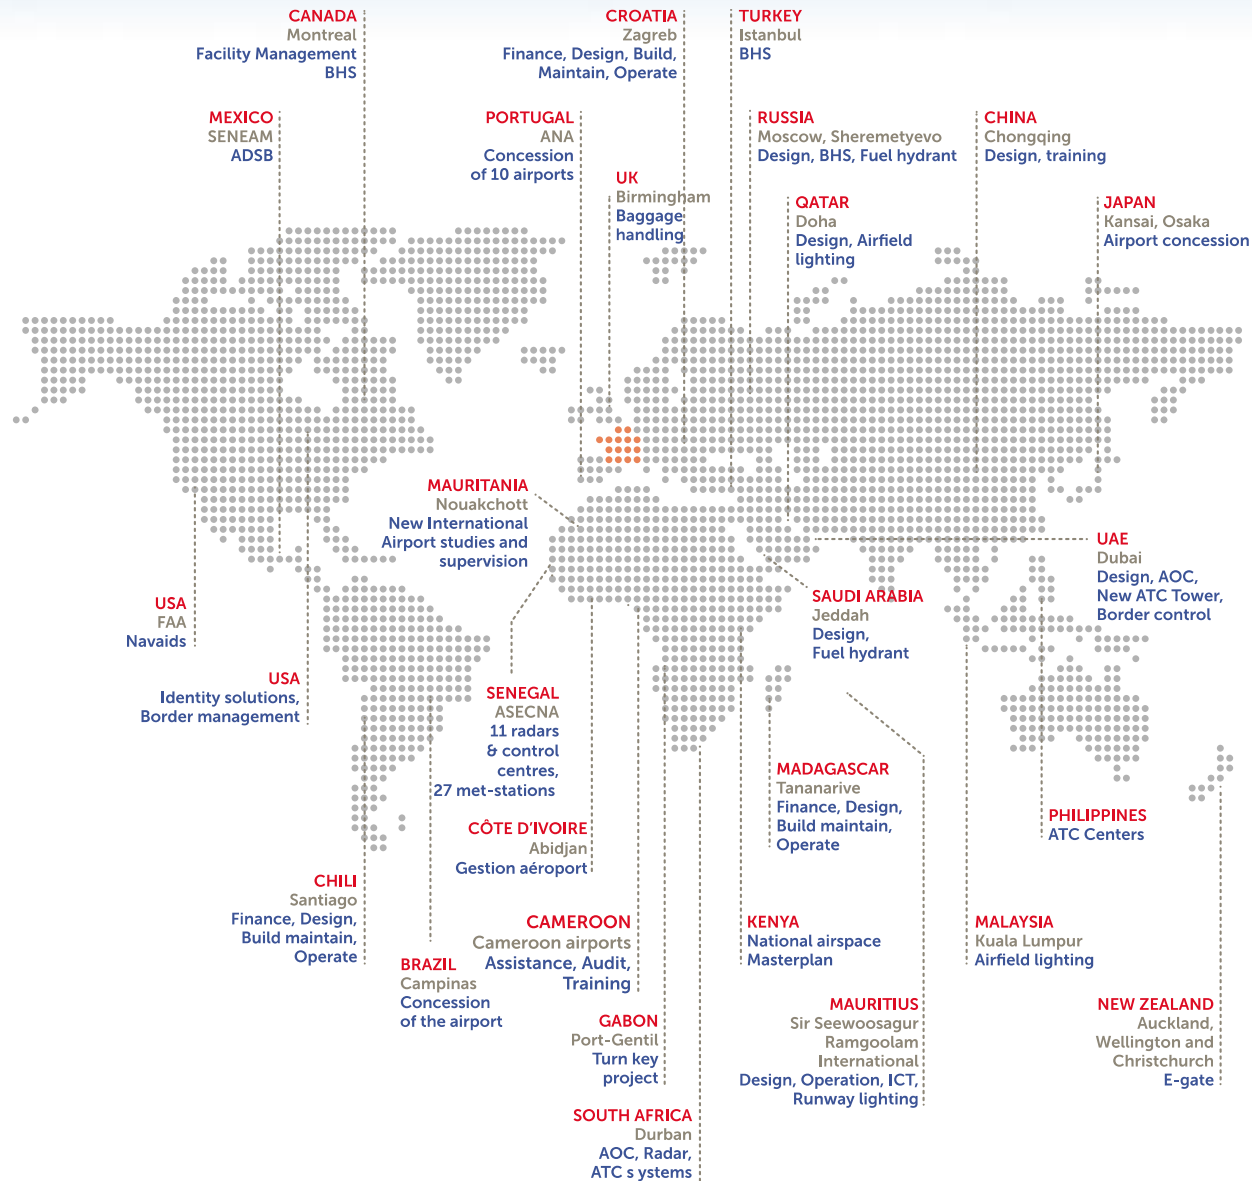 CANADA
Montreal
Facility Management
BHS
CROATIA
Zagreb
Finance, Design, Build,
Maintain, Operate
TURKEY
Istanbul
BHS
MEXICO
SENEAM
ADSB
PORTUGAL
ANA
Concession
of 10 airports
UK
Birmingham
Baggage
handling
RUSSIA
Moscow, Sheremetyevo
Design, BHS, Fuel hydrant
QATAR
Doha
Design, Airfield
lighting
CHINA
Chongqing
Design, training
JAPAN
Kansai, Osaka
Airport concession
MAURITANIA
Nouakchott
New International
Airport studies and
supervision
UAE
Dubai
Design, AOC,
New ATC Tower,
Border control
SAUDI ARABIA
Jeddah
Design,
Fuel hydrant
USA
FAA
Navaids
USA
Identity solutions,
Border management
SENEGAL
ASECNA
11 radars
& control
centres,
27 met-stations
MADAGASCAR
Tananarive
Finance, Design,
Build maintain,
Operate
PHILIPPINES
ATC Centers
CÔTE D'IVOIRE
Abidjan
Gestion aéroport
CHILI
Santiago
Finance, Design,
Build maintain,
Operate
BRAZIL
Campinas
Concession
of the airport
CAMEROON
Cameroon airports
Assistance, Audit,
Training
KENYA
National airspace
Masterplan
MALAYSIA
Kuala Lumpur
Airfield lighting
GABON
Port-Gentil
Turn key
project
MAURITIUS
Sir Seewoosagur
Ramgoolam
International
Design, Operation, ICT,
Runway lighting
NEW ZEALAND
Auckland,
Wellington and
Christchurch
E-gate
SOUTH AFRICA
Durban
AOC, Radar,
ATC s ystems